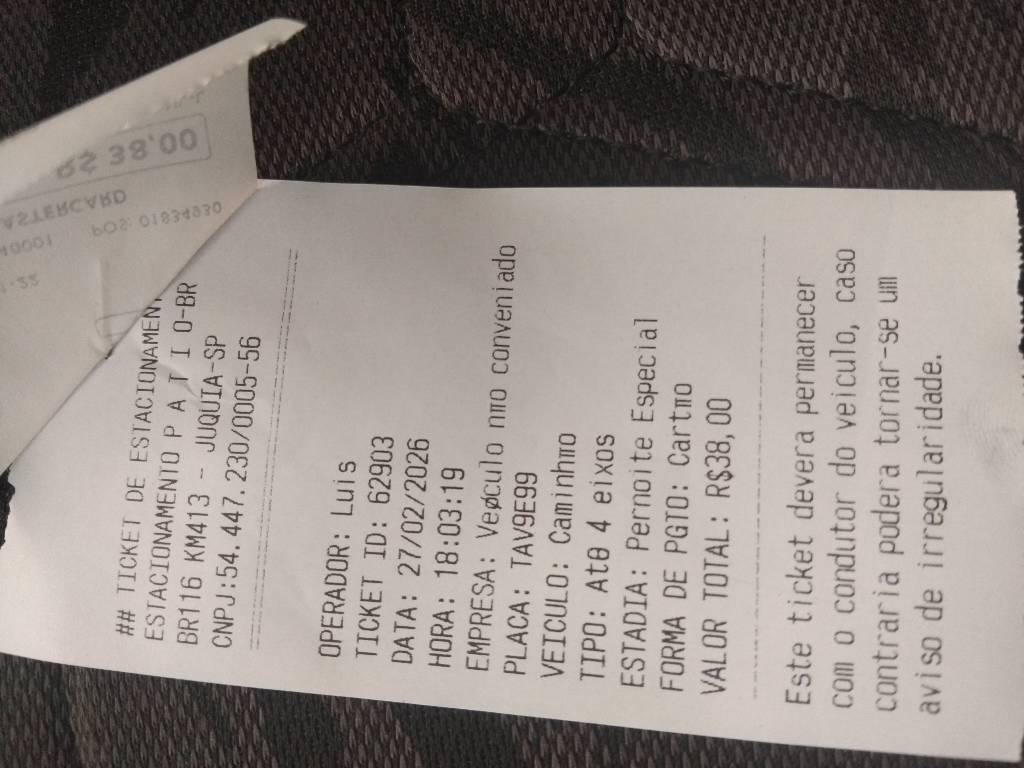 ## TICKET DE ESTACIONAMENT
ESTACIONAMENTO P A T I O-BR
BR116 KM413 - JUQUIA-SP
CNPJ:54.447.230/0005-56
OPERADOR: Luis
TICKET ID: 62903
DATA: 27/02/2026
HORA: 18:03:19
EMPRESA: Veøculo nπo conveniado
PLACA: TAV9E99
VEICULO: Caminhπo
TIPO: AtΘ 4 eixos
ESTADIA: Pernoite Especial
FORMA DE PGTO: Cartπo
VALOR TOTAL: R$38,00
Este ticket devera permanecer
com o condutor do veiculo, caso
contraria podera tornar-se um
aviso de irregularidade.
R$ 38,00
ASTERCARD
POS: 01834830